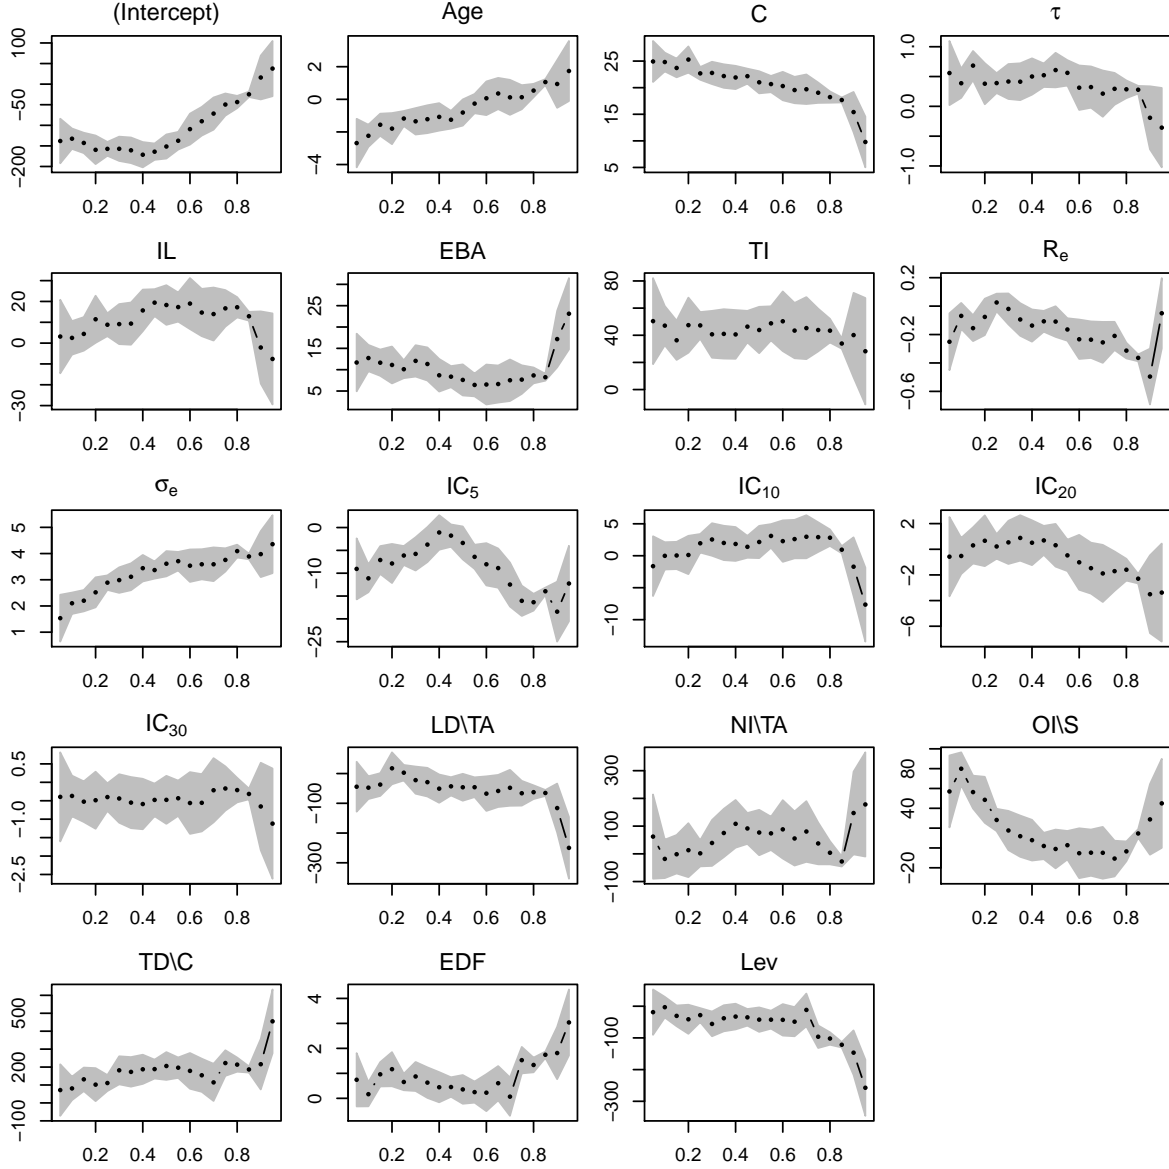 (Intercept) Age C τ
100 -50 -200
2 0 -4
25 15 5
1.0 0.0 -1.0
0.2 0.4 0.6 0.8 0.2 0.4 0.6 0.8 0.2 0.4 0.6 0.8 0.2 0.4 0.6 0.8
IL EBA TI Re
20 0 -30
25 15 5
80 40 0
0.2 -0.2 -0.6
0.2 0.4 0.6 0.8 0.2 0.4 0.6 0.8 0.2 0.4 0.6 0.8 0.2 0.4 0.6 0.8
σe IC5 IC10 IC20
5 4 3 2 1
0 -10 -25
5 0 -10
2 -2 -6
0.2 0.4 0.6 0.8 0.2 0.4 0.6 0.8 0.2 0.4 0.6 0.8 0.2 0.4 0.6 0.8
IC30 LD\TA NI\TA OI\S
0.5 -1.0 -2.5
-100 -300
300 100 -100
80 40 -20
0.2 0.4 0.6 0.8 0.2 0.4 0.6 0.8 0.2 0.4 0.6 0.8 0.2 0.4 0.6 0.8
TD\C EDF Lev
500 200 -100
4 2 0
-100 -300
0.2 0.4 0.6 0.8 0.2 0.4 0.6 0.8 0.2 0.4 0.6 0.8